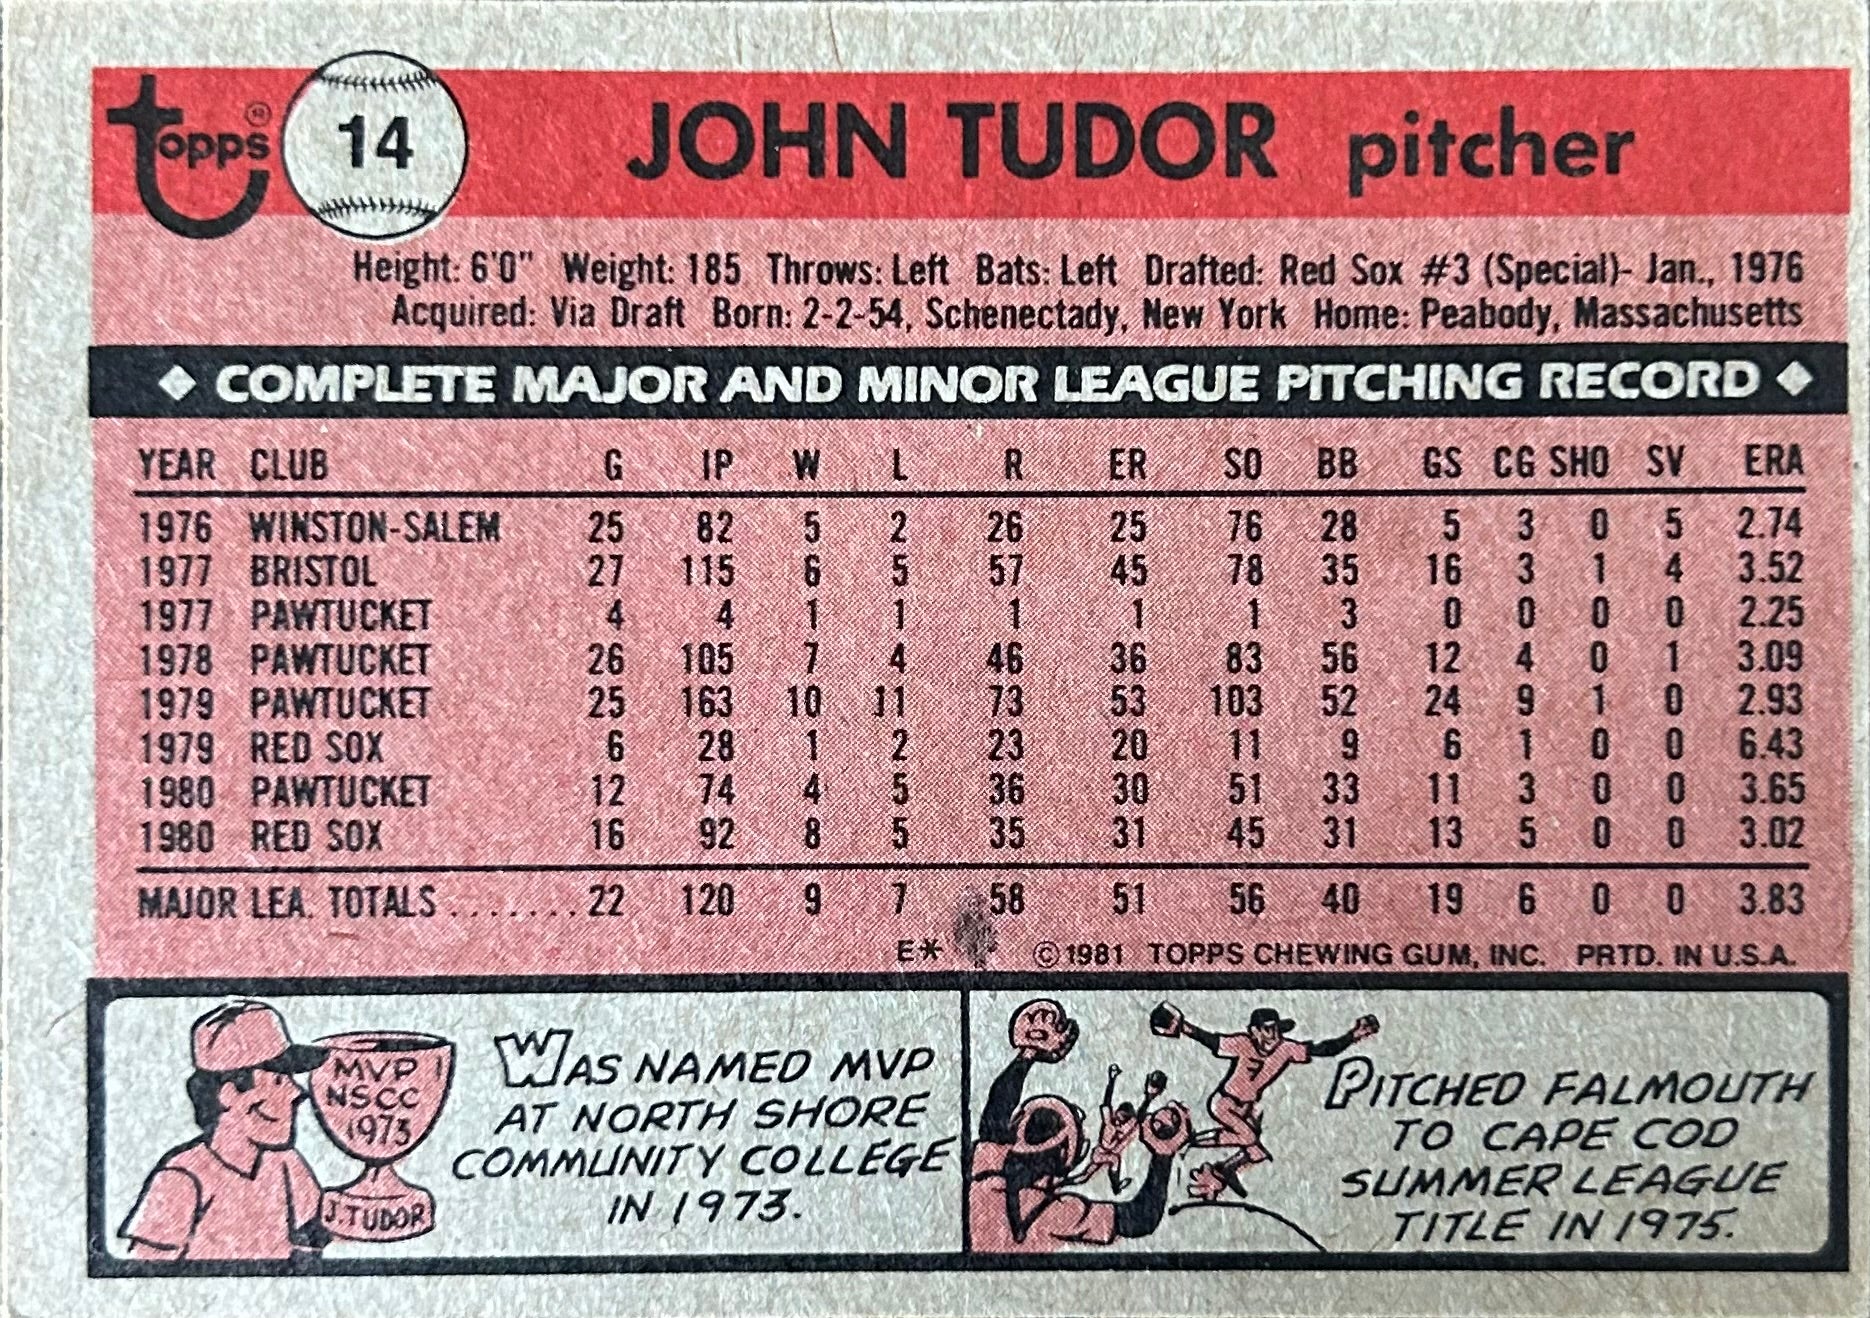 Topps ® 14 JOHN TUDOR pitcher
Height: 6'0" Weight: 185 Throws: Left Bats: Left Drafted: Red Sox #3 (Special)- Jan., 1976
Acquired: Via Draft Born: 2-2-54, Schenectady, New York Home: Peabody, Massachusetts
◆ COMPLETE MAJOR AND MINOR LEAGUE PITCHING RECORD ◆
YEAR CLUB G IP W L R ER SO BB GS CG SHO SV ERA
1976 WINSTON-SALEM 25 82 5 2 26 25 76 28 5 3 0 5 2.74
1977 BRISTOL 27 115 6 5 57 45 78 35 16 3 1 4 3.52
1977 PAWTUCKET 4 4 1 1 1 1 1 3 0 0 0 0 2.25
1978 PAWTUCKET 26 105 7 4 46 36 83 56 12 4 0 1 3.09
1979 PAWTUCKET 25 163 10 11 73 53 103 52 24 9 1 0 2.93
1979 RED SOX 6 28 1 2 23 20 11 9 6 1 0 0 6.43
1980 PAWTUCKET 12 74 4 5 36 30 51 33 11 3 0 0 3.65
1980 RED SOX 16 92 8 5 35 31 45 31 13 5 0 0 3.02
MAJOR LEA. TOTALS ....... 22 120 9 7 58 51 56 40 19 6 0 0 3.83
E* © 1981 TOPPS CHEWING GUM, INC. PRTD. IN U.S.A.
MVP
NSCC
1973
J. TUDOR
WAS NAMED MVP
AT NORTH SHORE
COMMUNITY COLLEGE
IN 1973.
PITCHED FALMOUTH
TO CAPE COD
SUMMER LEAGUE
TITLE IN 1975.